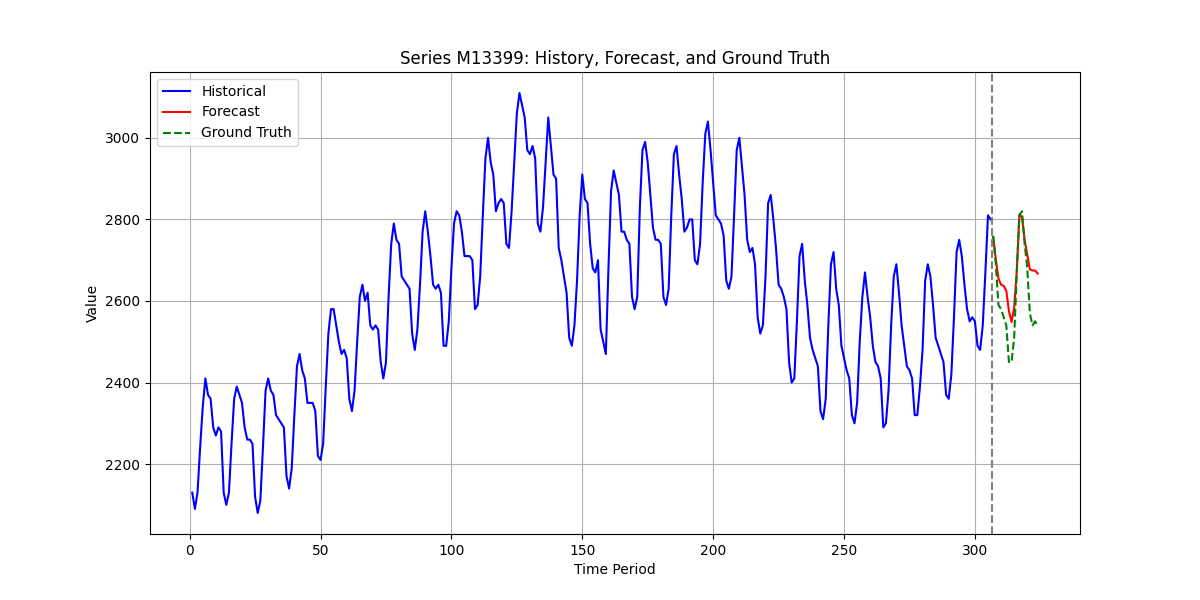 Series M13399: History, Forecast, and Ground Truth
Historical
Forecast
Ground Truth
3000
2800
2600
2400
2200
Value
0 50 100 150 200 250 300
Time Period